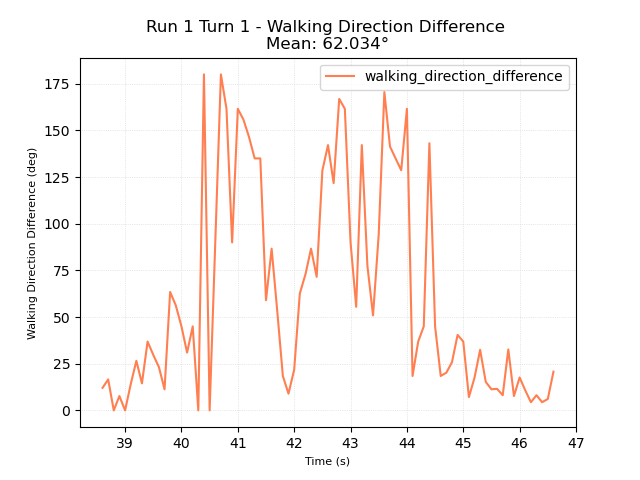 Run 1 Turn 1 - Walking Direction Difference
Mean: 62.034°
walking_direction_difference
Walking Direction Difference (deg)
175
150
125
100
75
50
25
0
39 40 41 42 43 44 45 46 47
Time (s)